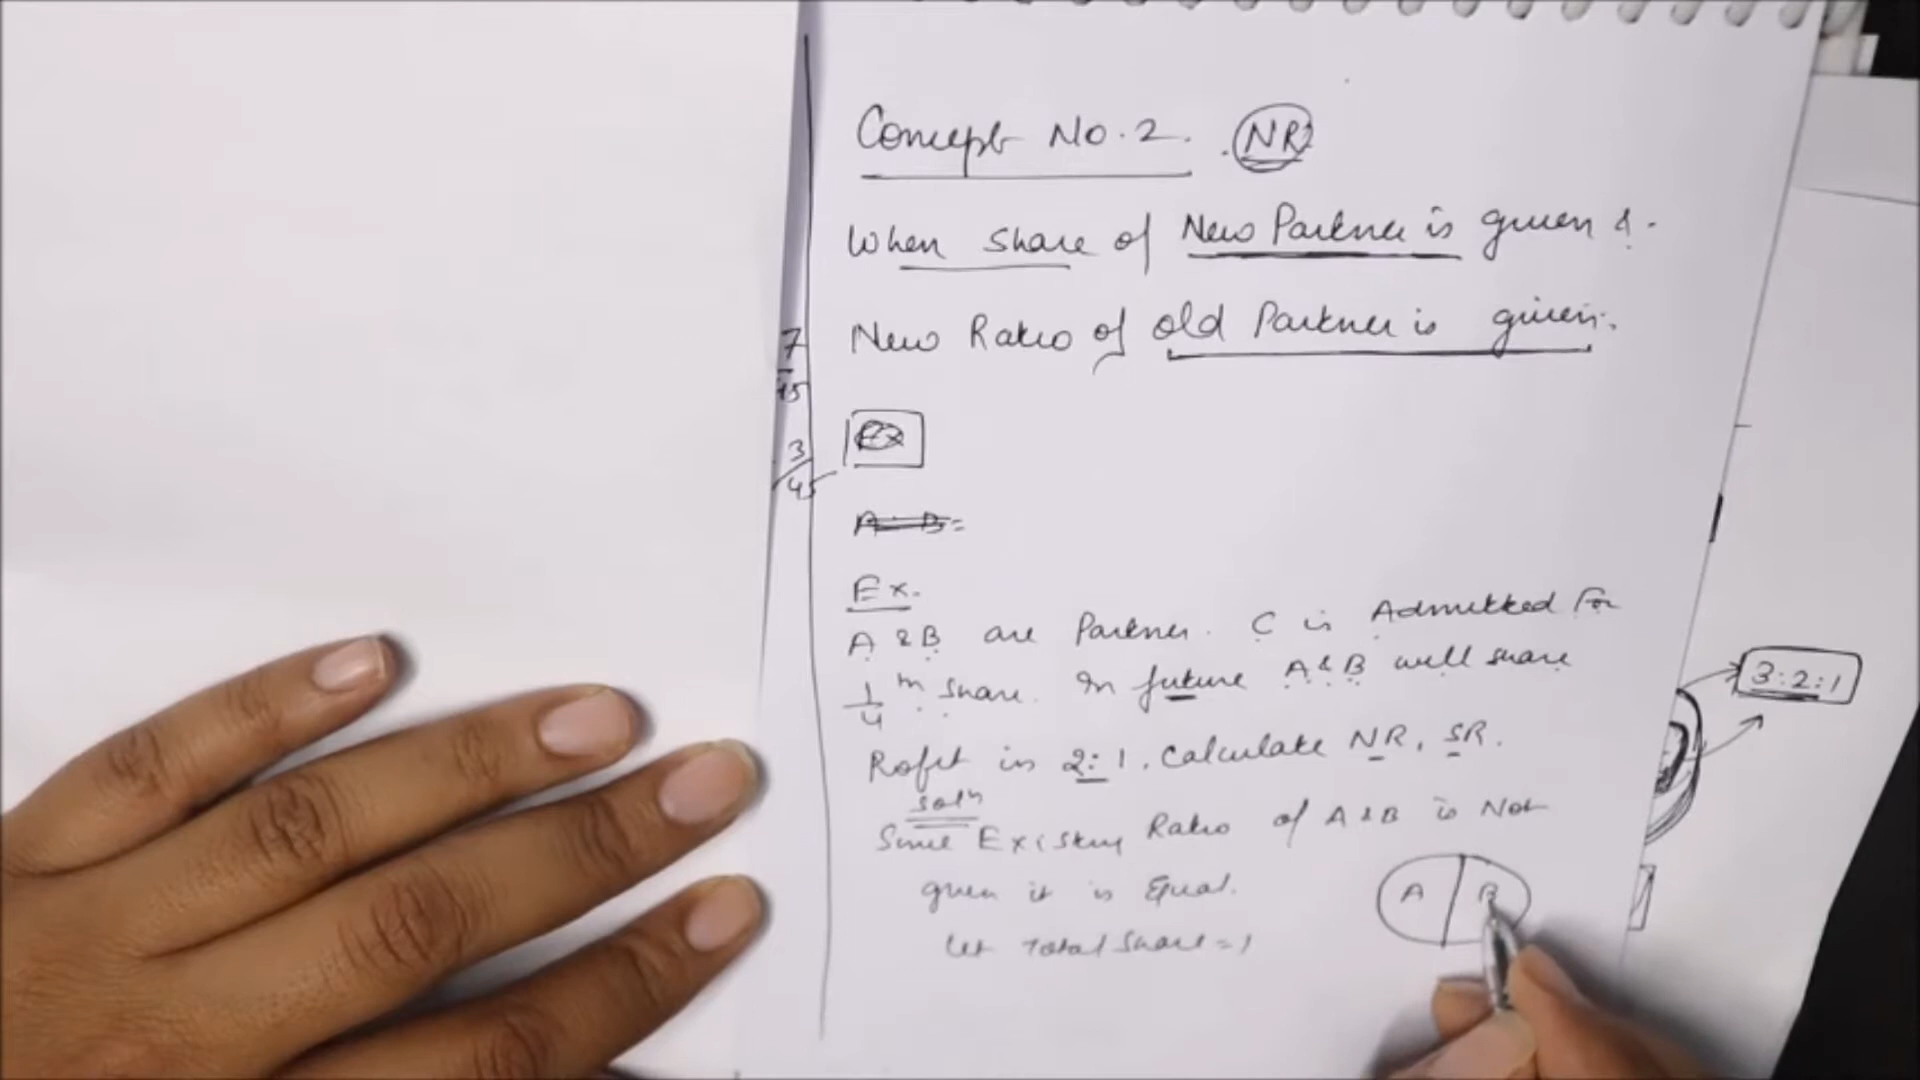 Concept No. 2. NR
When share of New Partner is given &
New Ratio of old Partner is given.
7
45
Ex
3
45
A B =
Ex.
A & B are Partner. C is Admitted For
1/4 th share. In future A & B will share
Profit in 2:1. Calculate NR, SR.
Soln
Since Existing Ratio of A & B is Not
given it is Equal.
let Total Share = 1
A B
3:2:1